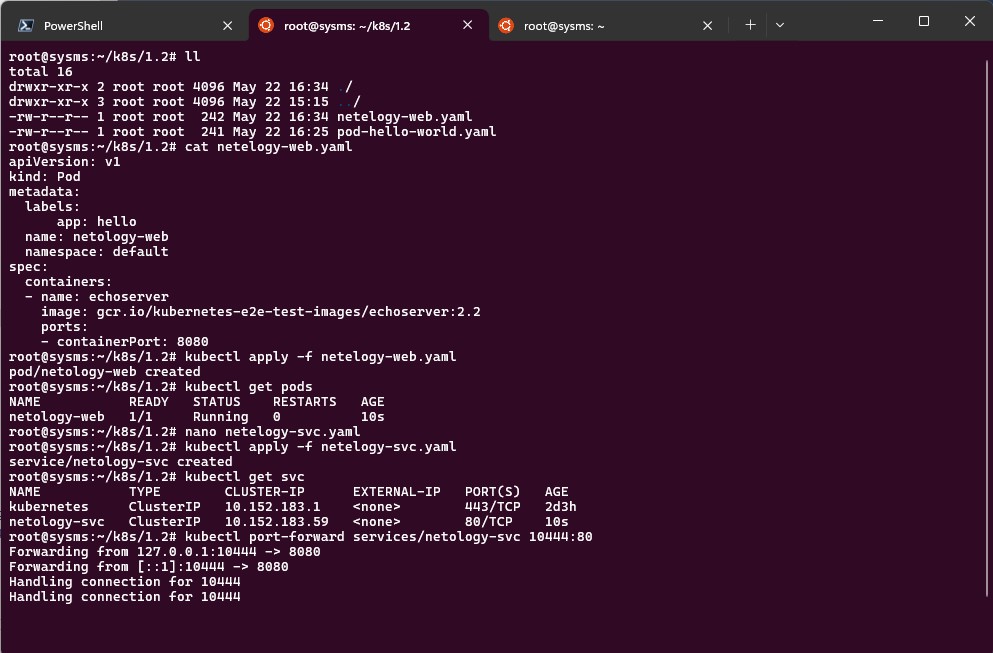 PowerShell
root@sysms: ~/k8s/1.2
root@sysms: ~
root@sysms:~/k8s/1.2# ll
total 16
drwxr-xr-x 2 root root 4096 May 22 16:34 ./
drwxr-xr-x 3 root root 4096 May 22 15:15 ../
-rw-r--r-- 1 root root  242 May 22 16:34 netelogy-web.yaml
-rw-r--r-- 1 root root  241 May 22 16:25 pod-hello-world.yaml
root@sysms:~/k8s/1.2# cat netelogy-web.yaml
apiVersion: v1
kind: Pod
metadata:
  labels:
      app: hello
  name: netology-web
  namespace: default
spec:
  containers:
  - name: echoserver
    image: gcr.io/kubernetes-e2e-test-images/echoserver:2.2
    ports:
    - containerPort: 8080
root@sysms:~/k8s/1.2# kubectl apply -f netelogy-web.yaml
pod/netology-web created
root@sysms:~/k8s/1.2# kubectl get pods
NAME           READY   STATUS    RESTARTS   AGE
netology-web   1/1     Running   0          10s
root@sysms:~/k8s/1.2# nano netelogy-svc.yaml
root@sysms:~/k8s/1.2# kubectl apply -f netelogy-svc.yaml
service/netology-svc created
root@sysms:~/k8s/1.2# kubectl get svc
NAME           TYPE        CLUSTER-IP      EXTERNAL-IP   PORT(S)   AGE
kubernetes     ClusterIP   10.152.183.1    <none>        443/TCP   2d3h
netology-svc   ClusterIP   10.152.183.59   <none>        80/TCP    10s
root@sysms:~/k8s/1.2# kubectl port-forward services/netology-svc 10444:80
Forwarding from 127.0.0.1:10444 -> 8080
Forwarding from [::1]:10444 -> 8080
Handling connection for 10444
Handling connection for 10444